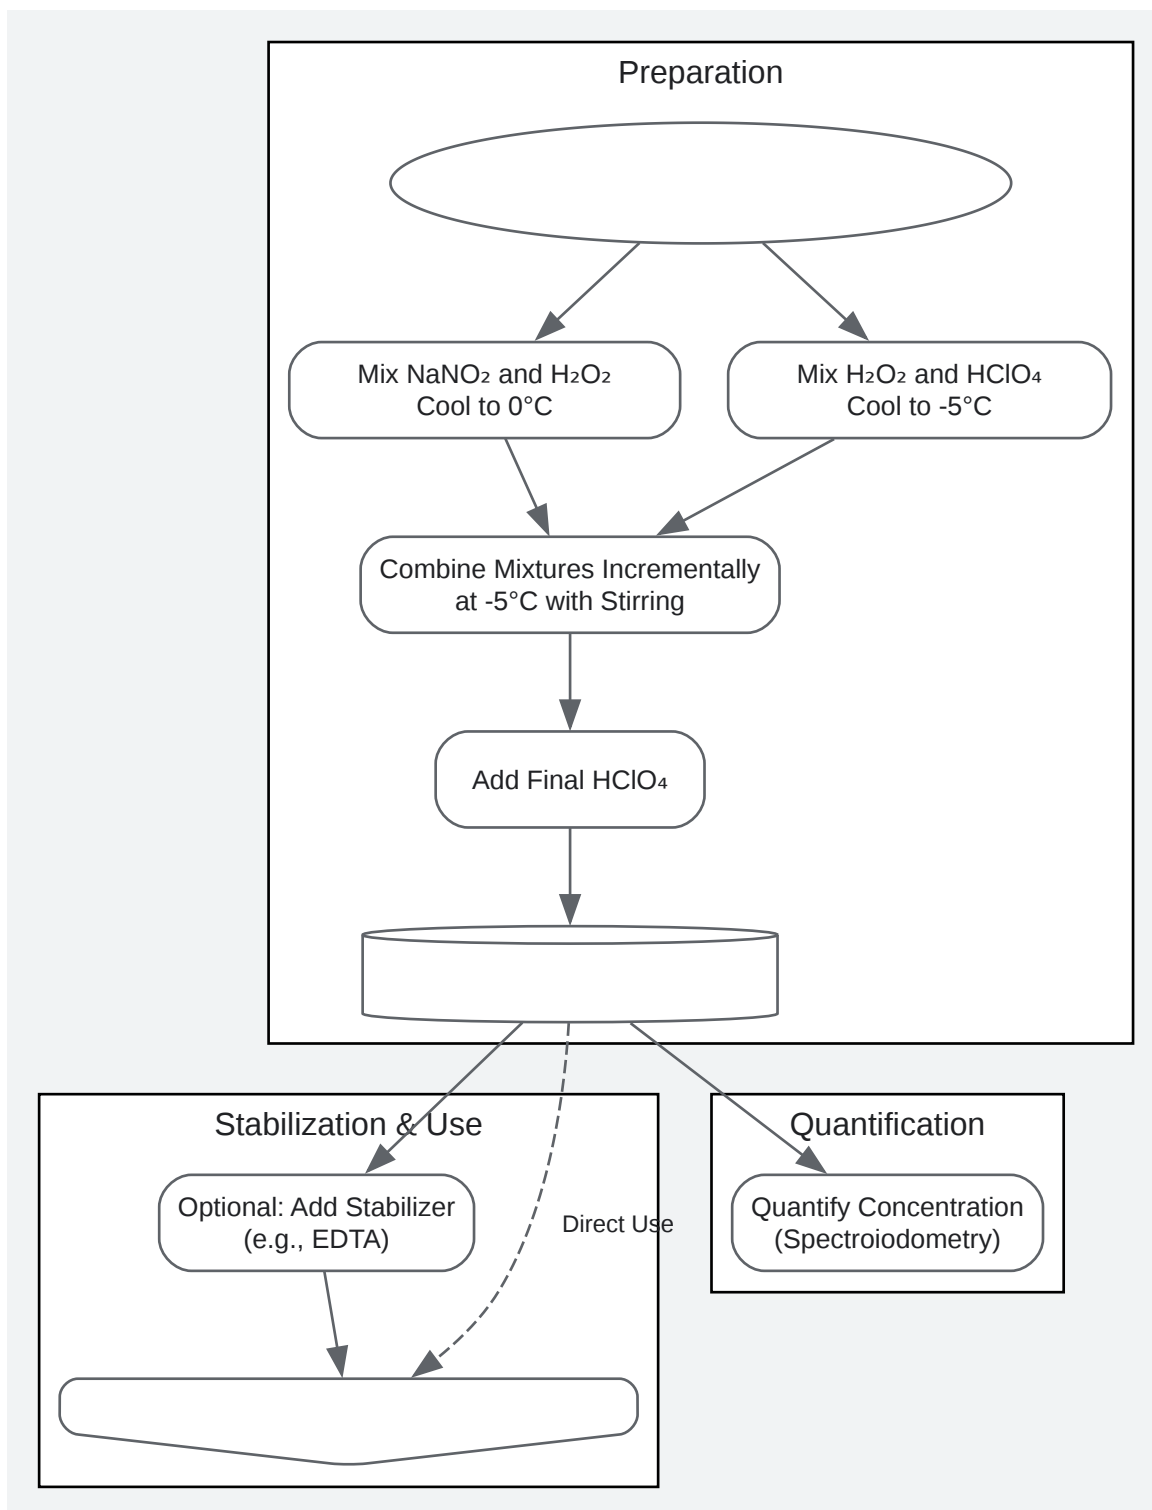 Preparation
Mix NaNO₂ and H₂O₂
Cool to 0°C
Mix H₂O₂ and HClO₄
Cool to -5°C
Combine Mixtures Incrementally
at -5°C with Stirring
Add Final HClO₄
Stabilization & Use
Optional: Add Stabilizer
(e.g., EDTA)
Direct Use
Quantification
Quantify Concentration
(Spectroiodometry)